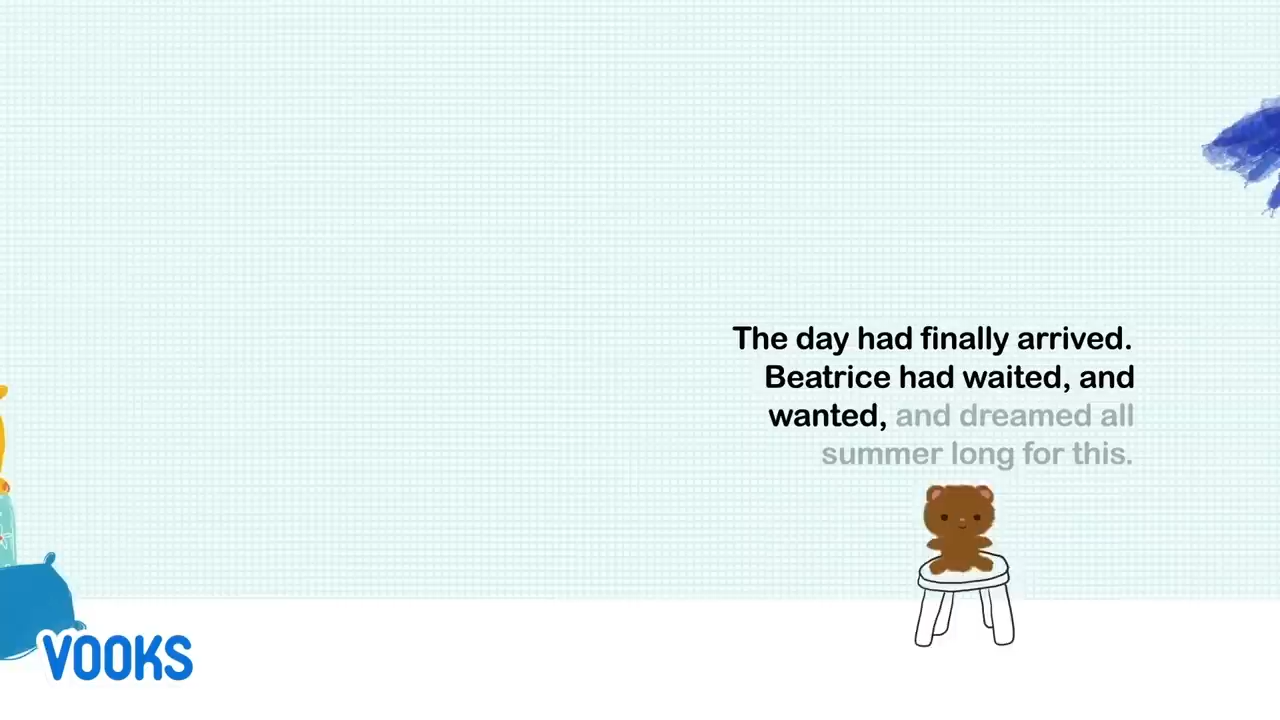 The day had finally arrived.
Beatrice had waited, and
wanted, and dreamed all
summer long for this.
VOOKS